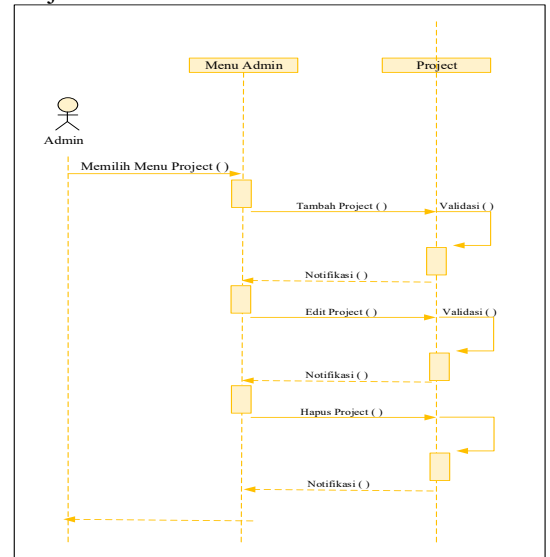 Menu Admin
Project
Admin
Memilih Menu Project ( )
Tambah Project ( )
Validasi ( )
Notifikasi ( )
Edit Project ( )
Validasi ( )
Notifikasi ( )
Hapus Project ( )
Notifikasi ( )